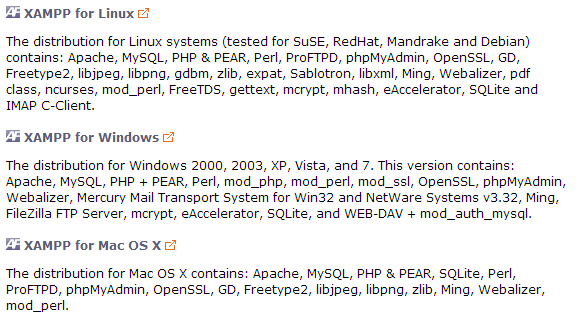 XAMPP for Linux
The distribution for Linux systems (tested for SuSE, RedHat, Mandrake and Debian)
contains: Apache, MySQL, PHP & PEAR, Perl, ProFTPD, phpMyAdmin, OpenSSL, GD,
Freetype2, libjpeg, libpng, gdbm, zlib, expat, Sablotron, libxml, Ming, Webalizer, pdf
class, ncurses, mod_perl, FreeTDS, gettext, mcrypt, mhash, eAccelerator, SQLite and
IMAP C-Client.
XAMPP for Windows
The distribution for Windows 2000, 2003, XP, Vista, and 7. This version contains:
Apache, MySQL, PHP + PEAR, Perl, mod_php, mod_perl, mod_ssl, OpenSSL, phpMyAdmin,
Webalizer, Mercury Mail Transport System for Win32 and NetWare Systems v3.32, Ming,
FileZilla FTP Server, mcrypt, eAccelerator, SQLite, and WEB-DAV + mod_auth_mysql.
XAMPP for Mac OS X
The distribution for Mac OS X contains: Apache, MySQL, PHP & PEAR, SQLite, Perl,
ProFTPD, phpMyAdmin, OpenSSL, GD, Freetype2, libjpeg, libpng, zlib, Ming, Webalizer,
mod_perl.